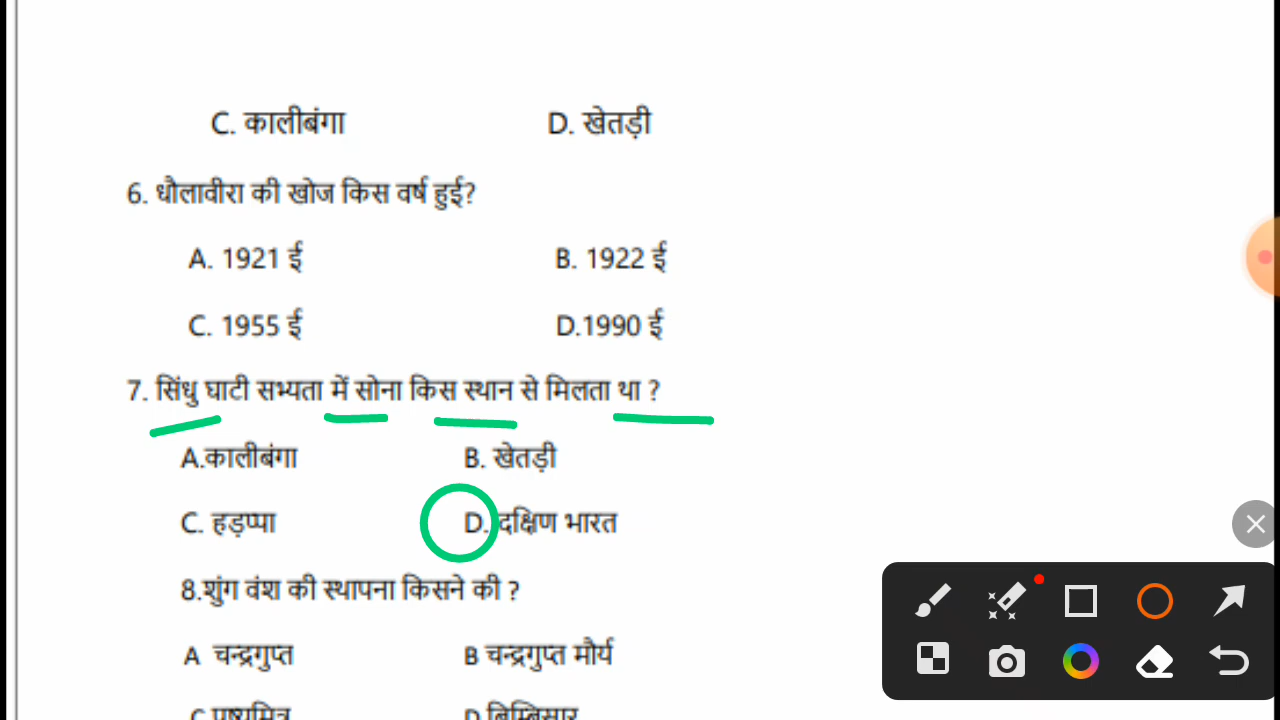 C. कालीबंगा D. खेतड़ी
6. धौलावीरा की खोज किस वर्ष हुई?
A. 1921 ई B. 1922 ई
C. 1955 ई D.1990 ई
7. सिंधु घाटी सभ्यता में सोना किस स्थान से मिलता था ?
A.कालीबंगा B. खेतड़ी
C. हड़प्पा D. दक्षिण भारत
8.शुंग वंश की स्थापना किसने की ?
A चन्द्रगुप्त B चन्द्रगुप्त मौर्य
C पुष्यमित्र D बिम्बिसार